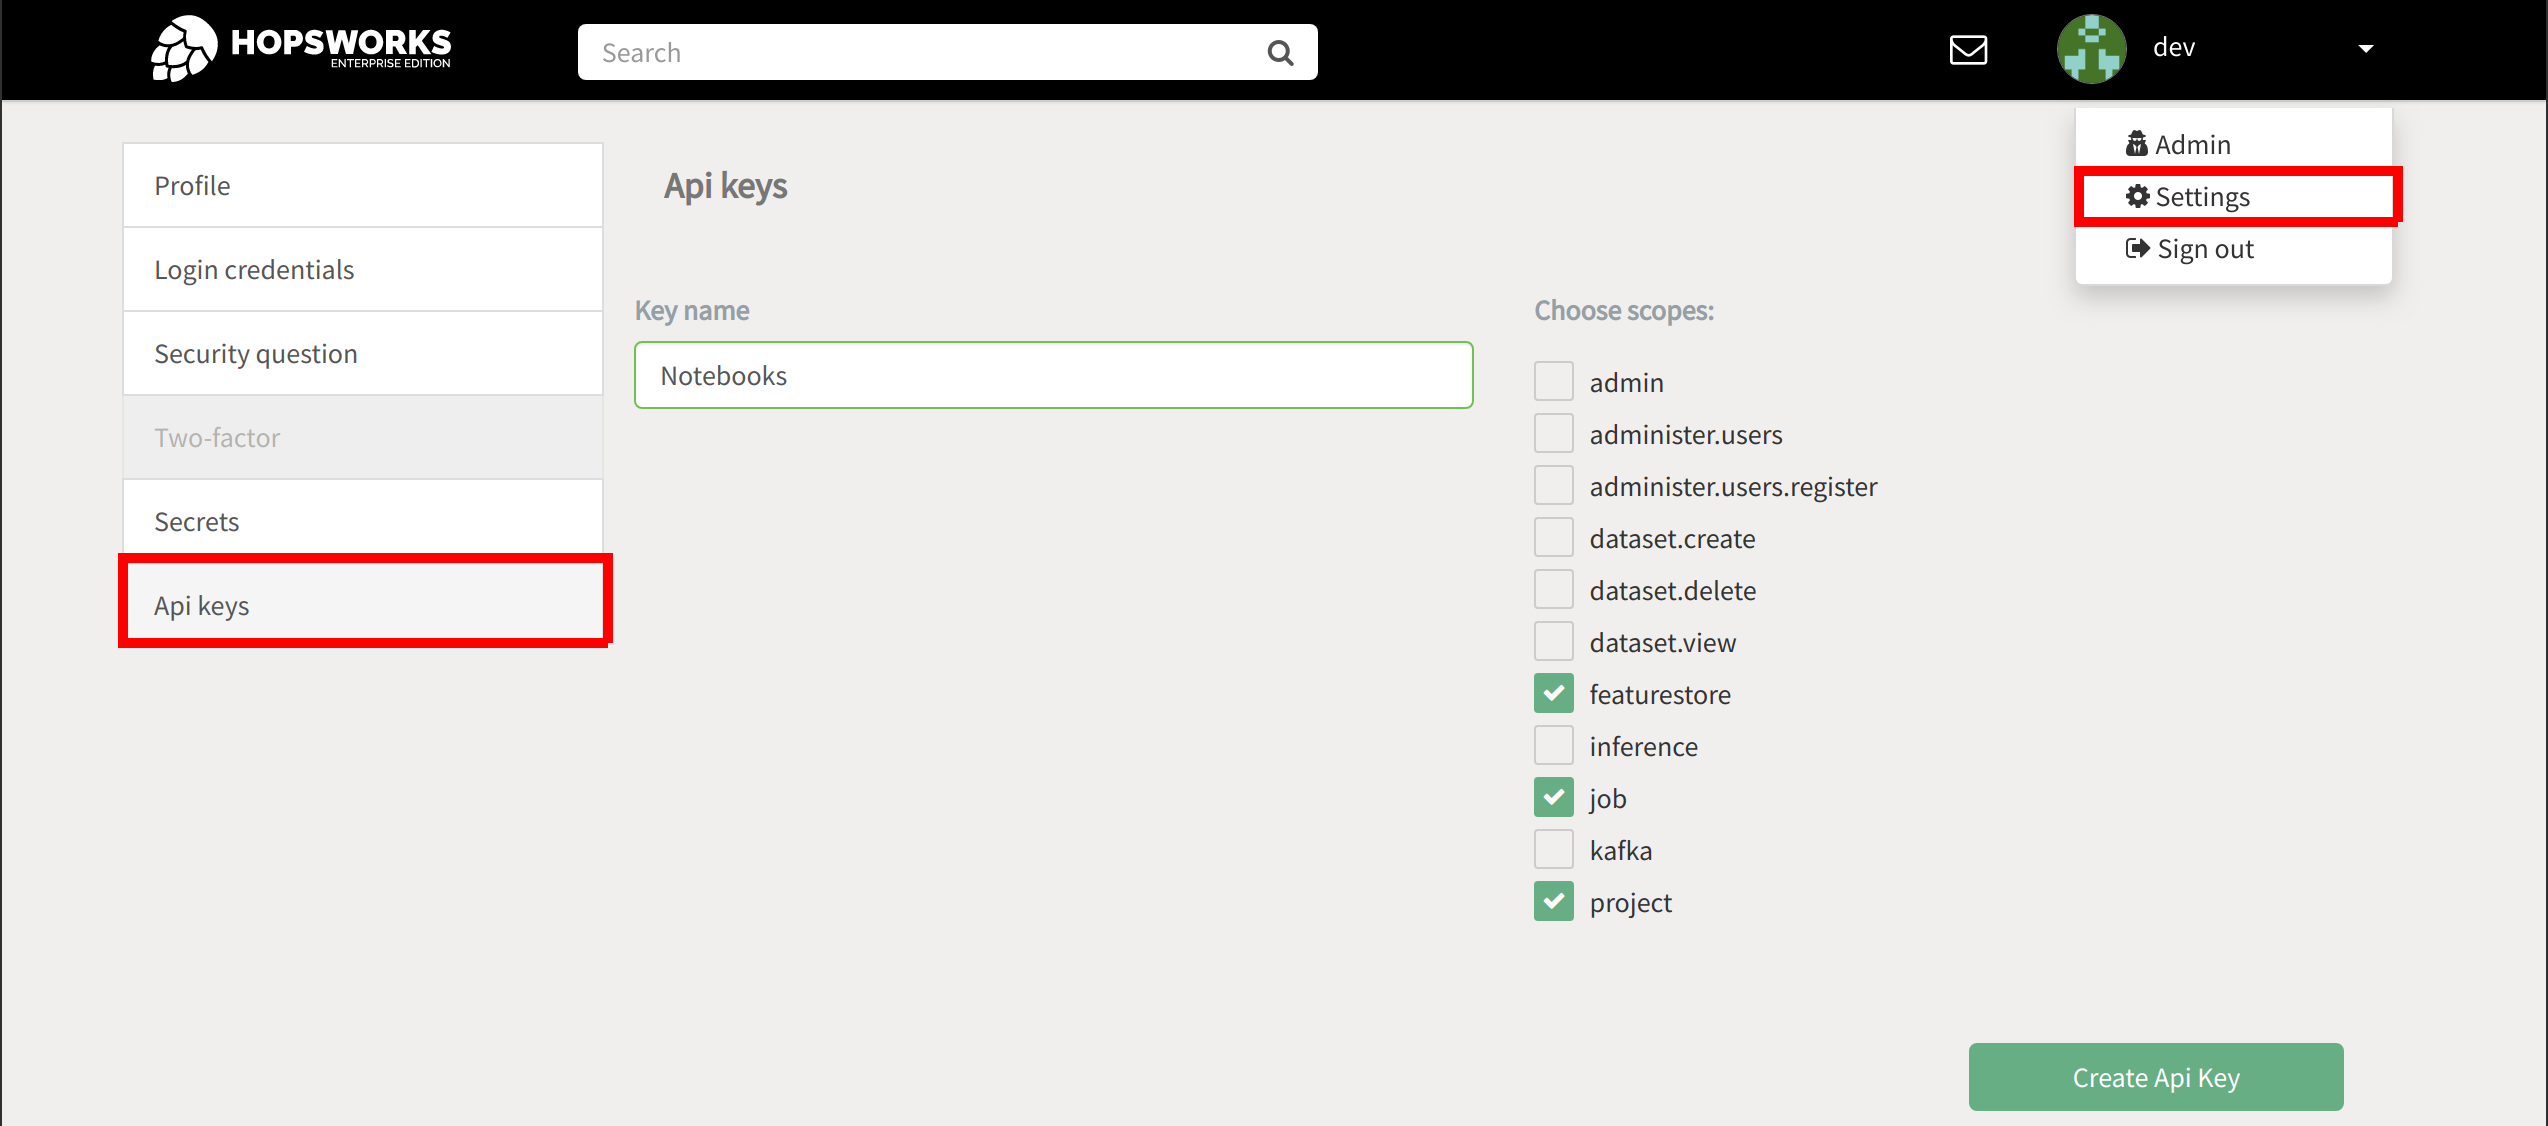 HOPSWORKS
ENTERPRISE EDITION
Search
dev
Admin
Settings
Sign out
Profile
Login credentials
Security question
Two-factor
Secrets
Api keys
Api keys
Key name
Notebooks
Choose scopes:
admin
administer.users
administer.users.register
dataset.create
dataset.delete
dataset.view
featurestore
inference
job
kafka
project
Create Api Key